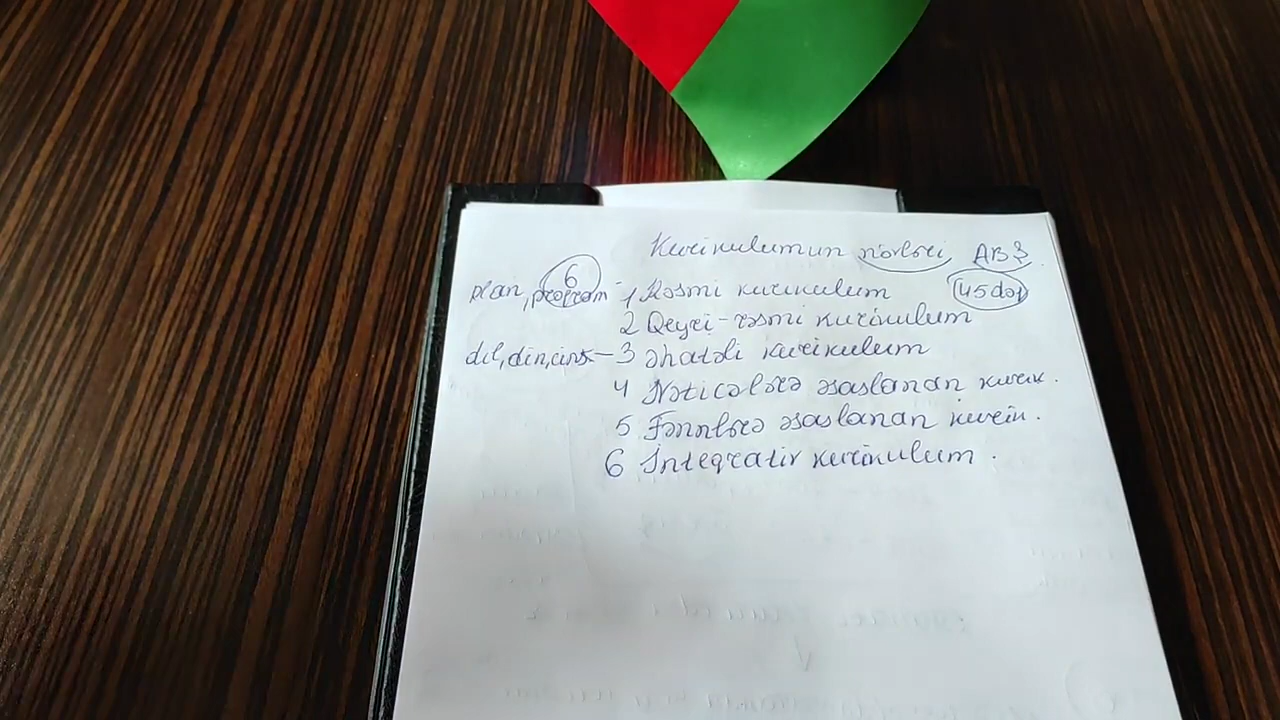 Kurikulumun növləri ABŞ
6
plan, proqram - 1 Rəsmi kurikulum 45 dəq
2 Qeyri-rəsmi kurikulum
dil, din, cins - 3 Əhatəli kurikulum
4 Nəticələrə əsaslanan kurik.
5 Fənnlərə əsaslanan kurik.
6 İnteqrativ kurikulum.